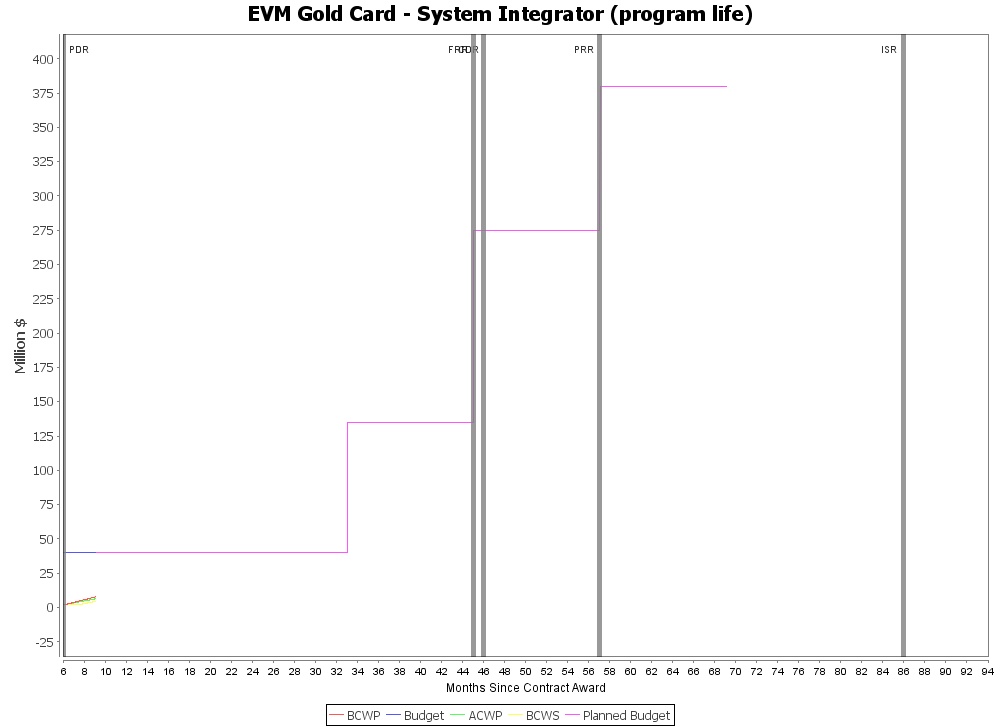 EVM Gold Card - System Integrator (program life)
PDR
PRR
ISR
400
375
350
325
300
275
250
225
200
175
150
125
100
75
50
25
0
-25
Million $
6 8 10 12 14 16 18 20 22 24 26 28 30 32 34 36 38 40 42 44 46 48 50 52 54 56 58 60 62 64 66 68 70 72 74 76 78 80 82 84 86 88 90 92 94
Months Since Contract Award
BCWP Budget ACWP BCWS Planned Budget